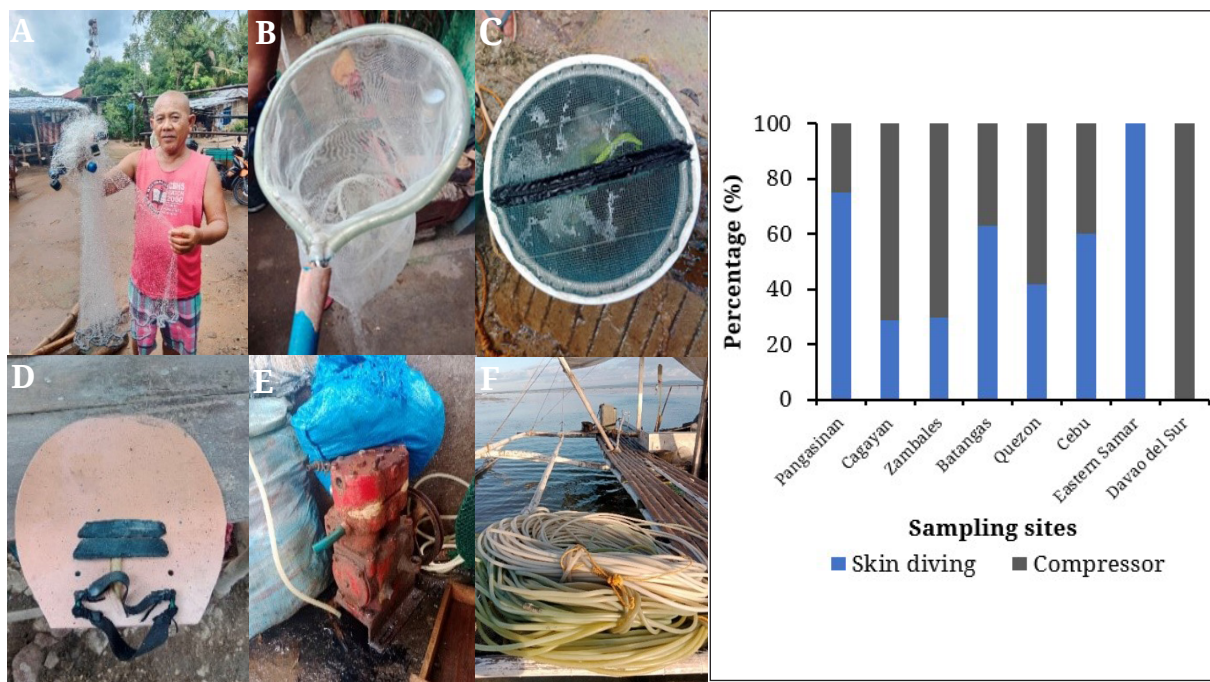 A
B
C
D
E
F
100
80
60
40
20
0
Percentage (%)
Pangasinan
Cagayan
Zambales
Batangas
Quezon
Cebu
Eastern Samar
Davao del Sur
Sampling sites
Skin diving
Compressor